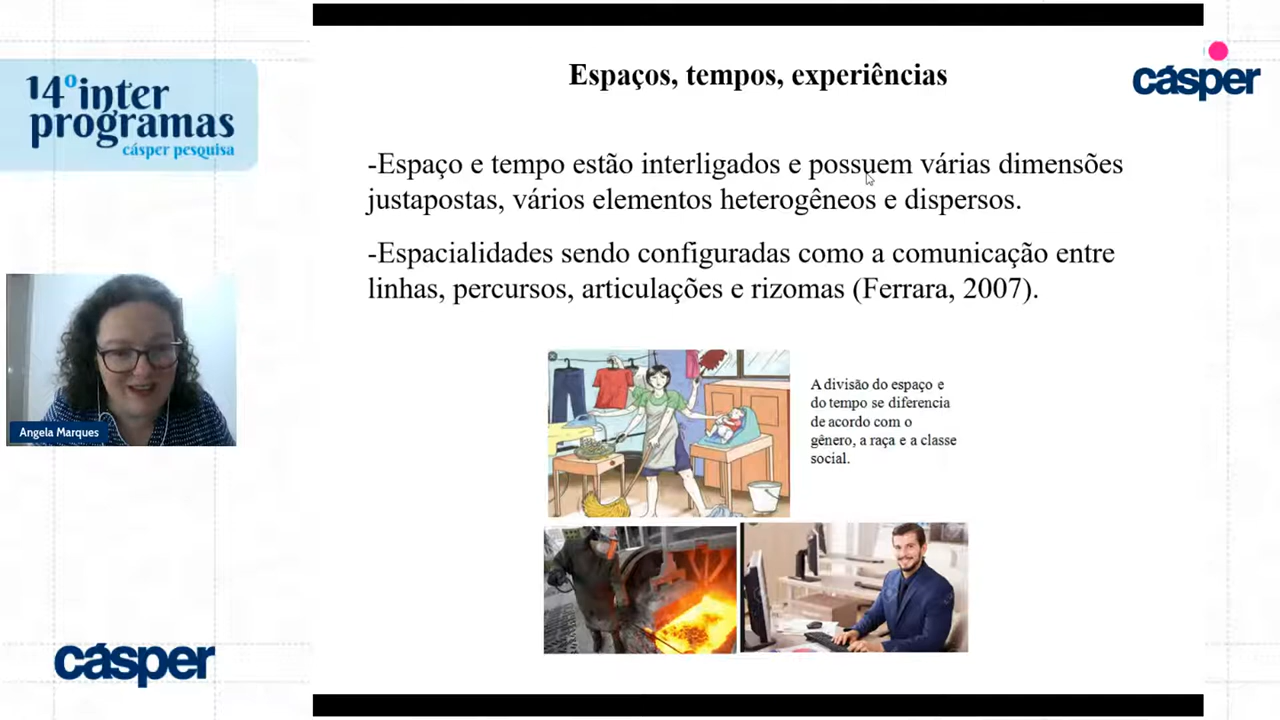 14º inter
programas
cásper pesquisa
Espaços, tempos, experiências
cásper
-Espaço e tempo estão interligados e possuem várias dimensões
justapostas, vários elementos heterogêneos e dispersos.
-Espacialidades sendo configuradas como a comunicação entre
linhas, percursos, articulações e rizomas (Ferrara, 2007).
A divisão do espaço e
do tempo se diferencia
de acordo com o
gênero, a raça e a classe
social.
Angela Marques
cásper